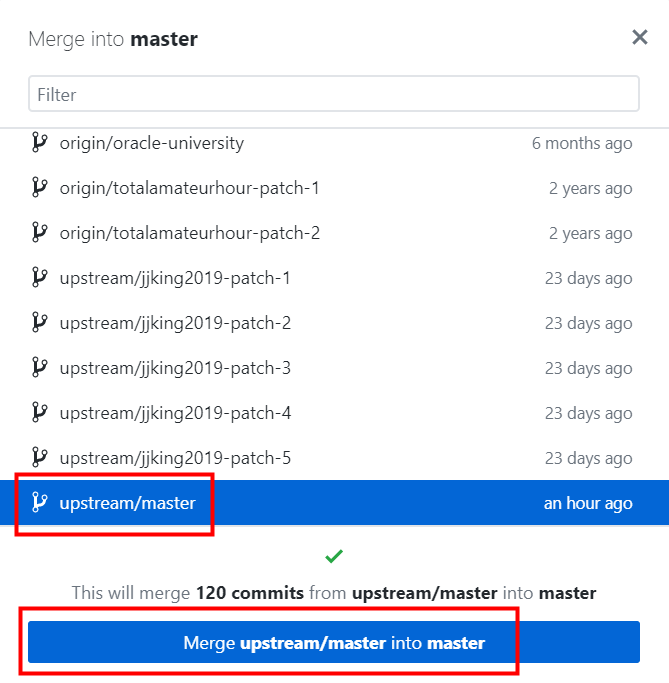 Merge into master
Filter
origin/oracle-university 6 months ago
origin/totalamateurhour-patch-1 2 years ago
origin/totalamateurhour-patch-2 2 years ago
upstream/jjking2019-patch-1 23 days ago
upstream/jjking2019-patch-2 23 days ago
upstream/jjking2019-patch-3 23 days ago
upstream/jjking2019-patch-4 23 days ago
upstream/jjking2019-patch-5 23 days ago
upstream/master an hour ago
This will merge 120 commits from upstream/master into master
Merge upstream/master into master